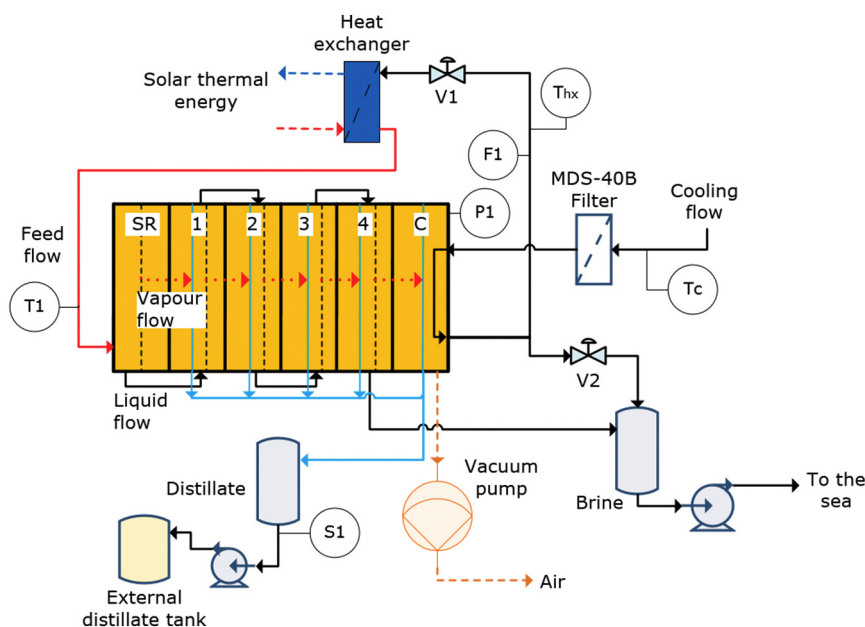 Heat
exchanger
Solar thermal
energy
V1
Thx
F1
MDS-40B
Filter
Cooling
flow
SR
1
2
3
4
C
P1
Feed
flow
T1
Tc
Vapour
flow
V2
Liquid
flow
Distillate
Vacuum
pump
Brine
To the
sea
S1
Air
External
distillate tank